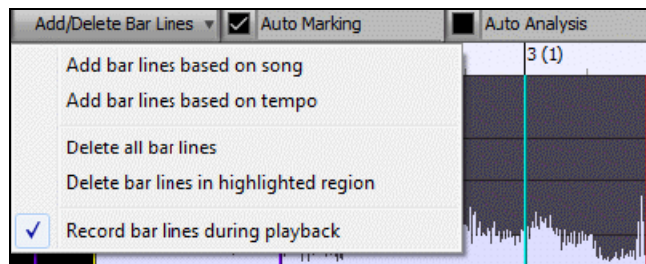 Add/Delete Bar Lines Auto Marking Auto Analysis
3 (1)
Add bar lines based on song
Add bar lines based on tempo
Delete all bar lines
Delete bar lines in highlighted region
Record bar lines during playback